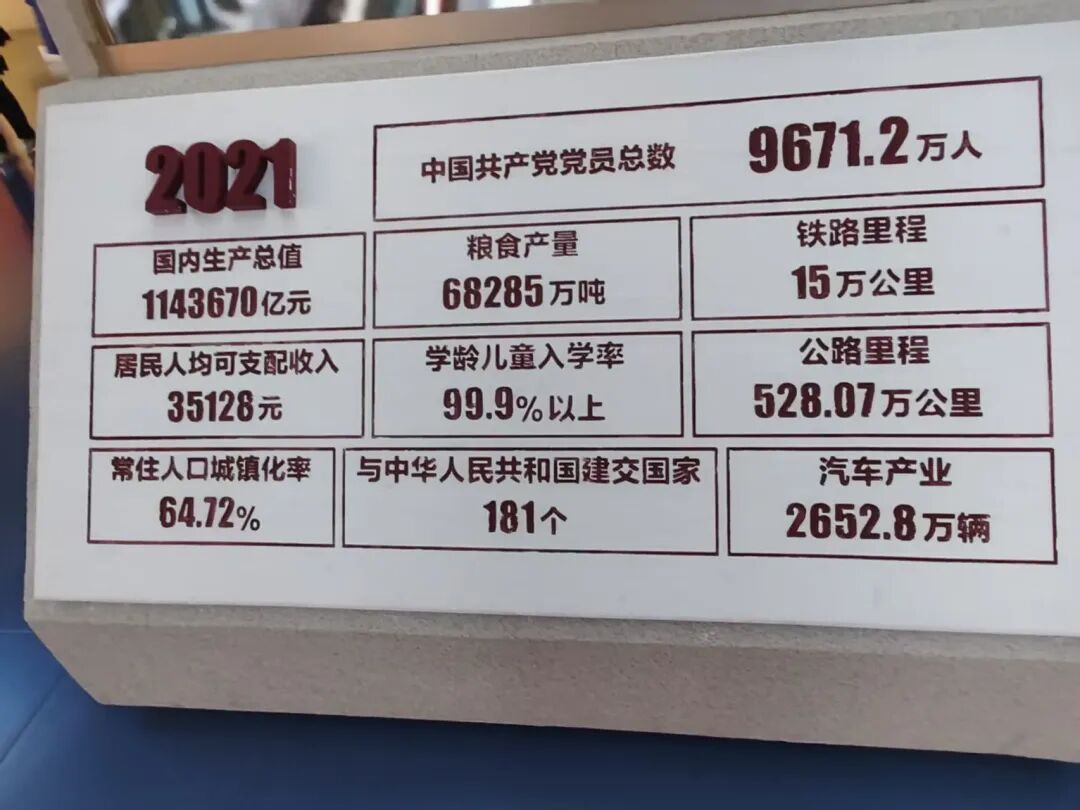 2021
中国共产党党员总数 9671.2万人
国内生产总值
1143670亿元
粮食产量
68285万吨
铁路里程
15万公里
居民人均可支配收入
35128元
学龄儿童入学率
99.9%以上
公路里程
528.07万公里
常住人口城镇化率
64.72%
与中华人民共和国建交国家
181个
汽车产业
2652.8万辆